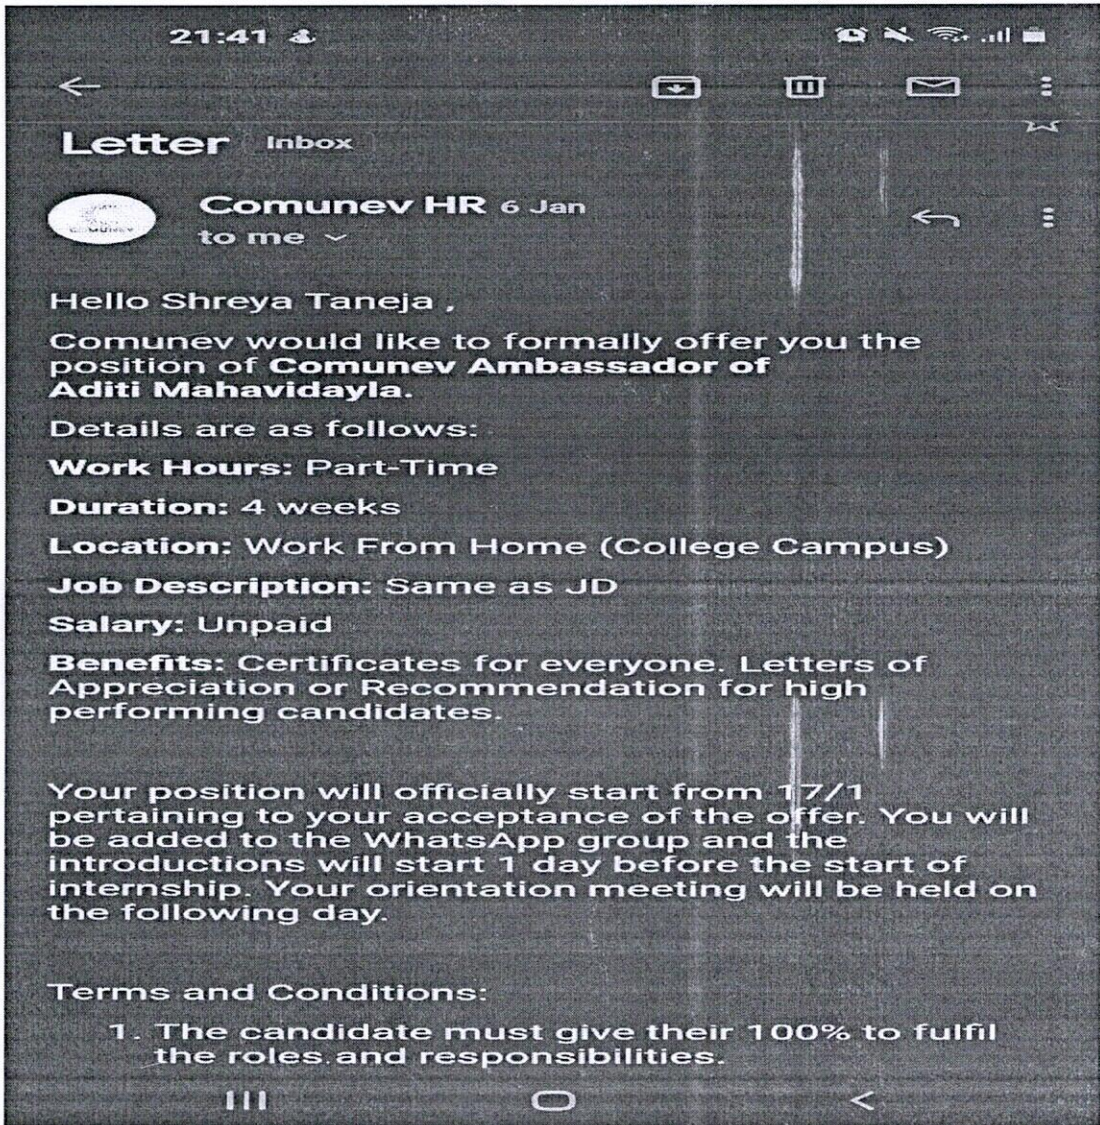 21:41
Letter Inbox
Comunev HR 6 Jan
to me
Hello Shreya Taneja ,
Comunev would like to formally offer you the
position of Comunev Ambassador of
Aditi Mahavidayla.
Details are as follows:
Work Hours: Part-Time
Duration: 4 weeks
Location: Work From Home (College Campus)
Job Description: Same as JD
Salary: Unpaid
Benefits: Certificates for everyone. Letters of
Appreciation or Recommendation for high
performing candidates.
Your position will officially start from 17/1
pertaining to your acceptance of the offer. You will
be added to the WhatsApp group and the
introductions will start 1 day before the start of
internship. Your orientation meeting will be held on
the following day.
Terms and Conditions:
1. The candidate must give their 100% to fulfil
the roles and responsibilities.